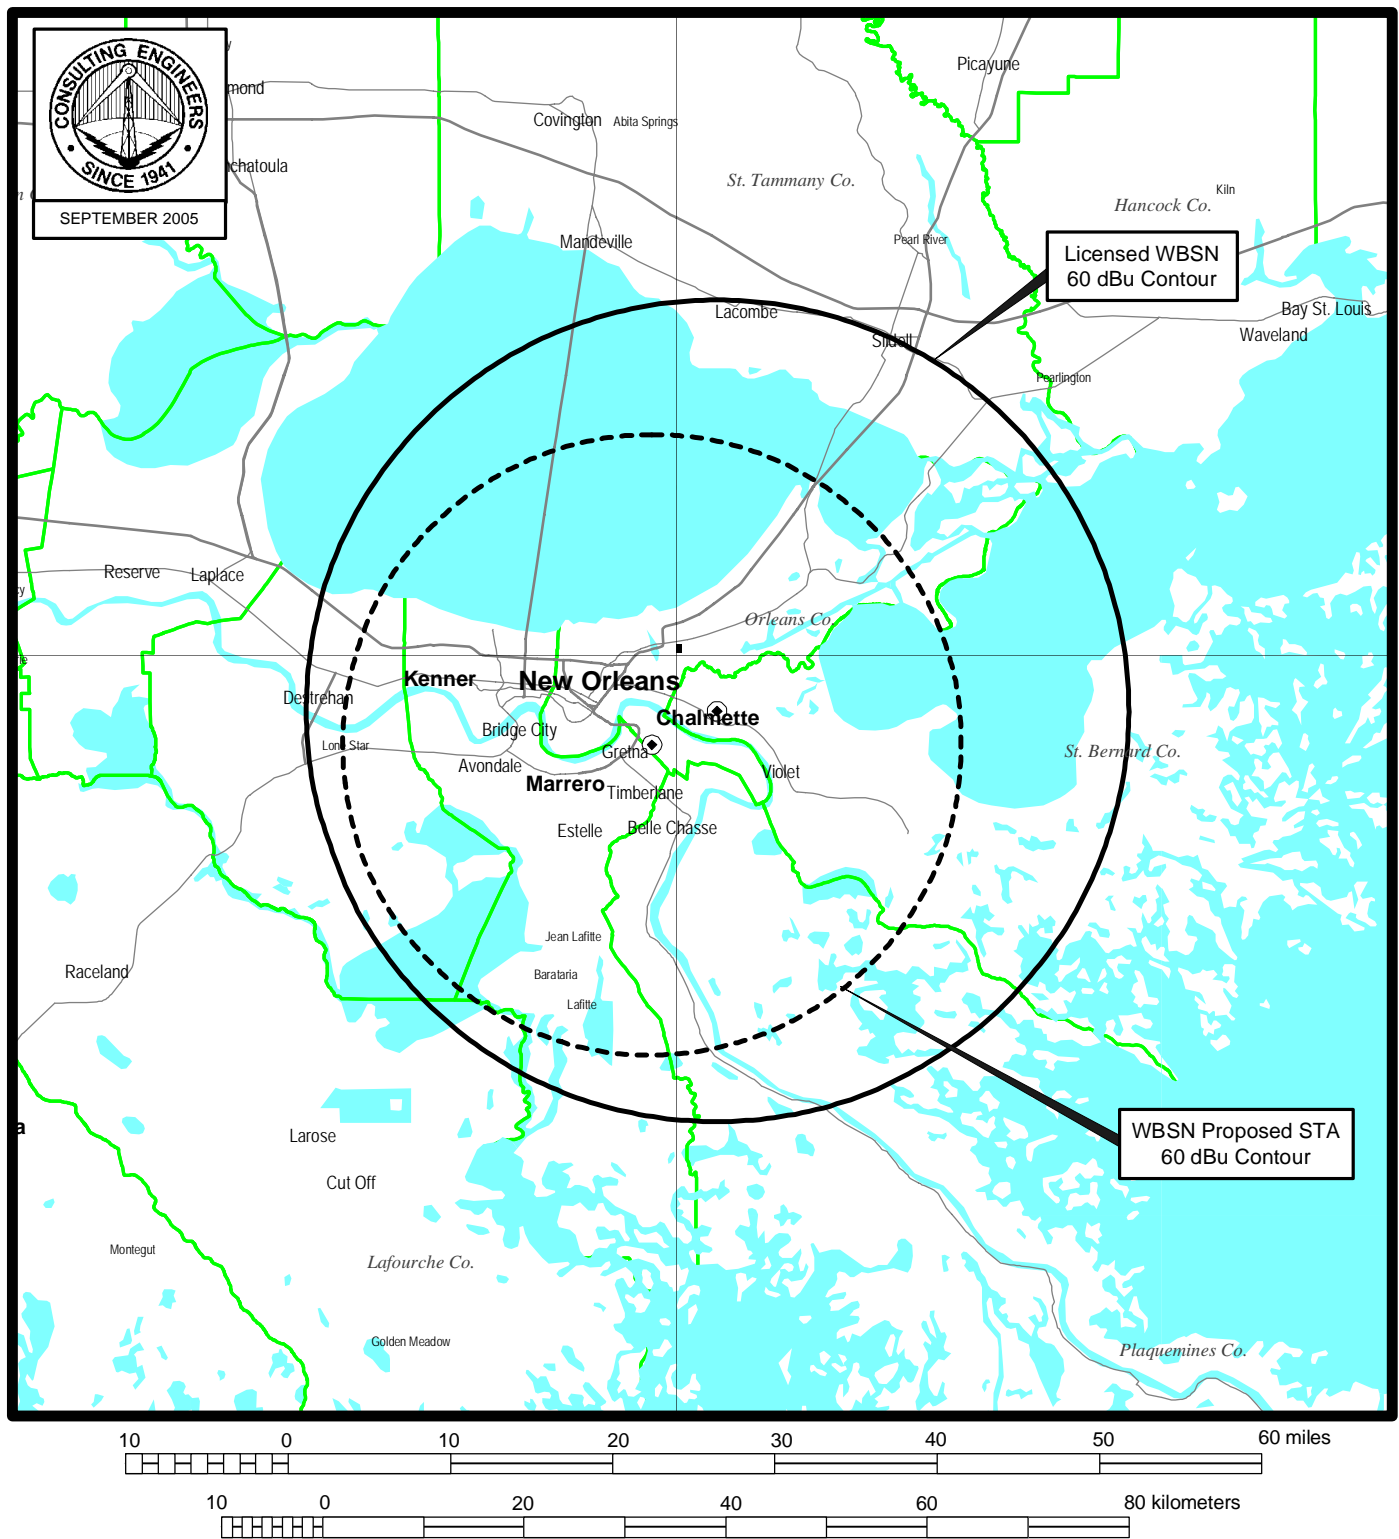 CONSULTING ENGINEERS
SINCE 1941
SEPTEMBER 2005
mond
nchatoula
Picayune
Covington
Abita Springs
St. Tammany Co.
Kiln
Hancock Co.
Mandeville
Pearl River
Licensed WBSN
60 dBu Contour
Lacombe
Bay St. Louis
Waveland
Slidell
Pearlington
Reserve
Laplace
Orleans Co.
Kenner
New Orleans
Destrehan
Chalmette
Bridge City
Lone Star
Gretna
St. Bernard Co.
Avondale
Violet
Marrero
Timberlane
Estelle
Belle Chasse
Jean Lafitte
Raceland
Barataria
Lafitte
a
Larose
WBSN Proposed STA
60 dBu Contour
Cut Off
Montegut
Lafourche Co.
Golden Meadow
Plaquemines Co.
10 0 10 20 30 40 50 60 miles
10 0 20 40 60 80 kilometers